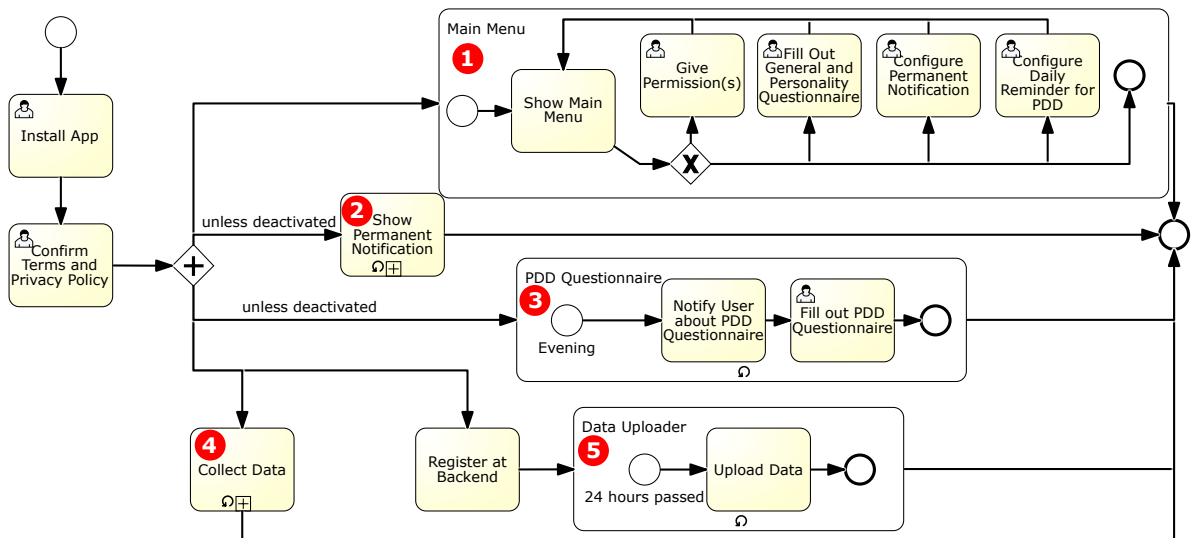 Main Menu
1
Show Main
Menu
Give
Permission(s)
Fill Out
General and
Personality
Questionnaire
Configure
Permanent
Notification
Configure
Daily
Reminder for
PDD
X
Install App
Confirm
Terms and
Privacy Policy
unless deactivated
2
Show
Permanent
Notification
unless deactivated
PDD Questionnaire
3
Evening
Notify User
about PDD
Questionnaire
Fill out PDD
Questionnaire
4
Collect Data
Register at
Backend
Data Uploader
5
24 hours passed
Upload Data